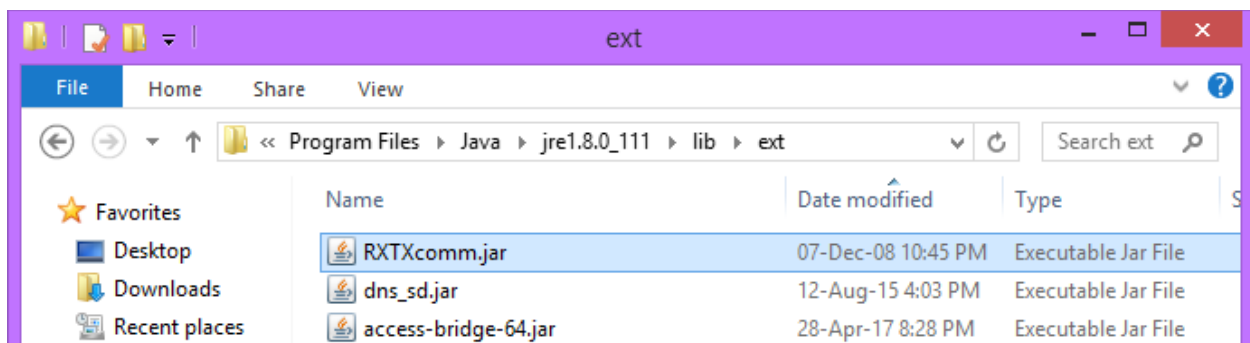 ext
File Home Share View
« Program Files Java jre1.8.0_111 lib ext Search ext
Favorites Name Date modified Type S
Desktop RXTXcomm.jar 07-Dec-08 10:45 PM Executable Jar File
Downloads dns_sd.jar 12-Aug-15 4:03 PM Executable Jar File
Recent places access-bridge-64.jar 28-Apr-17 8:28 PM Executable Jar File